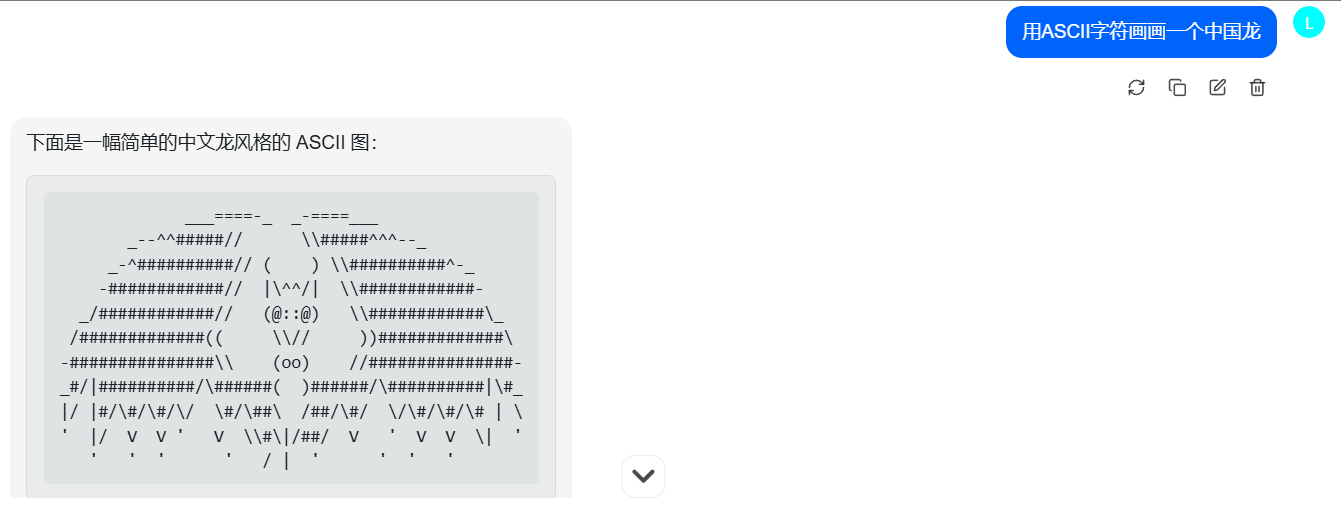 用ASCII字符画画一个中国龙
L
下面是一幅简单的中文龙风格的 ASCII 图：
             ___====-_  _-====___
       _--^^#####//      \\#####^^^--_
     _-^##########// (    ) \\##########^-_
    -############//  |\^^/|  \\############-
  _/############//   (@::@)   \\############\_
 /#############((     \\//     ))#############\
-###############\\    (oo)    //###############-
_#/|##########/\######(  )######/\##########|\#_
|/ |#/\#/\#/\/  \#/\##\  /##/\#/  \/\#/\#/\# | \
'  |/  V  V '   V  \\#\|/##/  V   '  V  V  \|  '
   '   '  '      '   / |  '      '  '   '